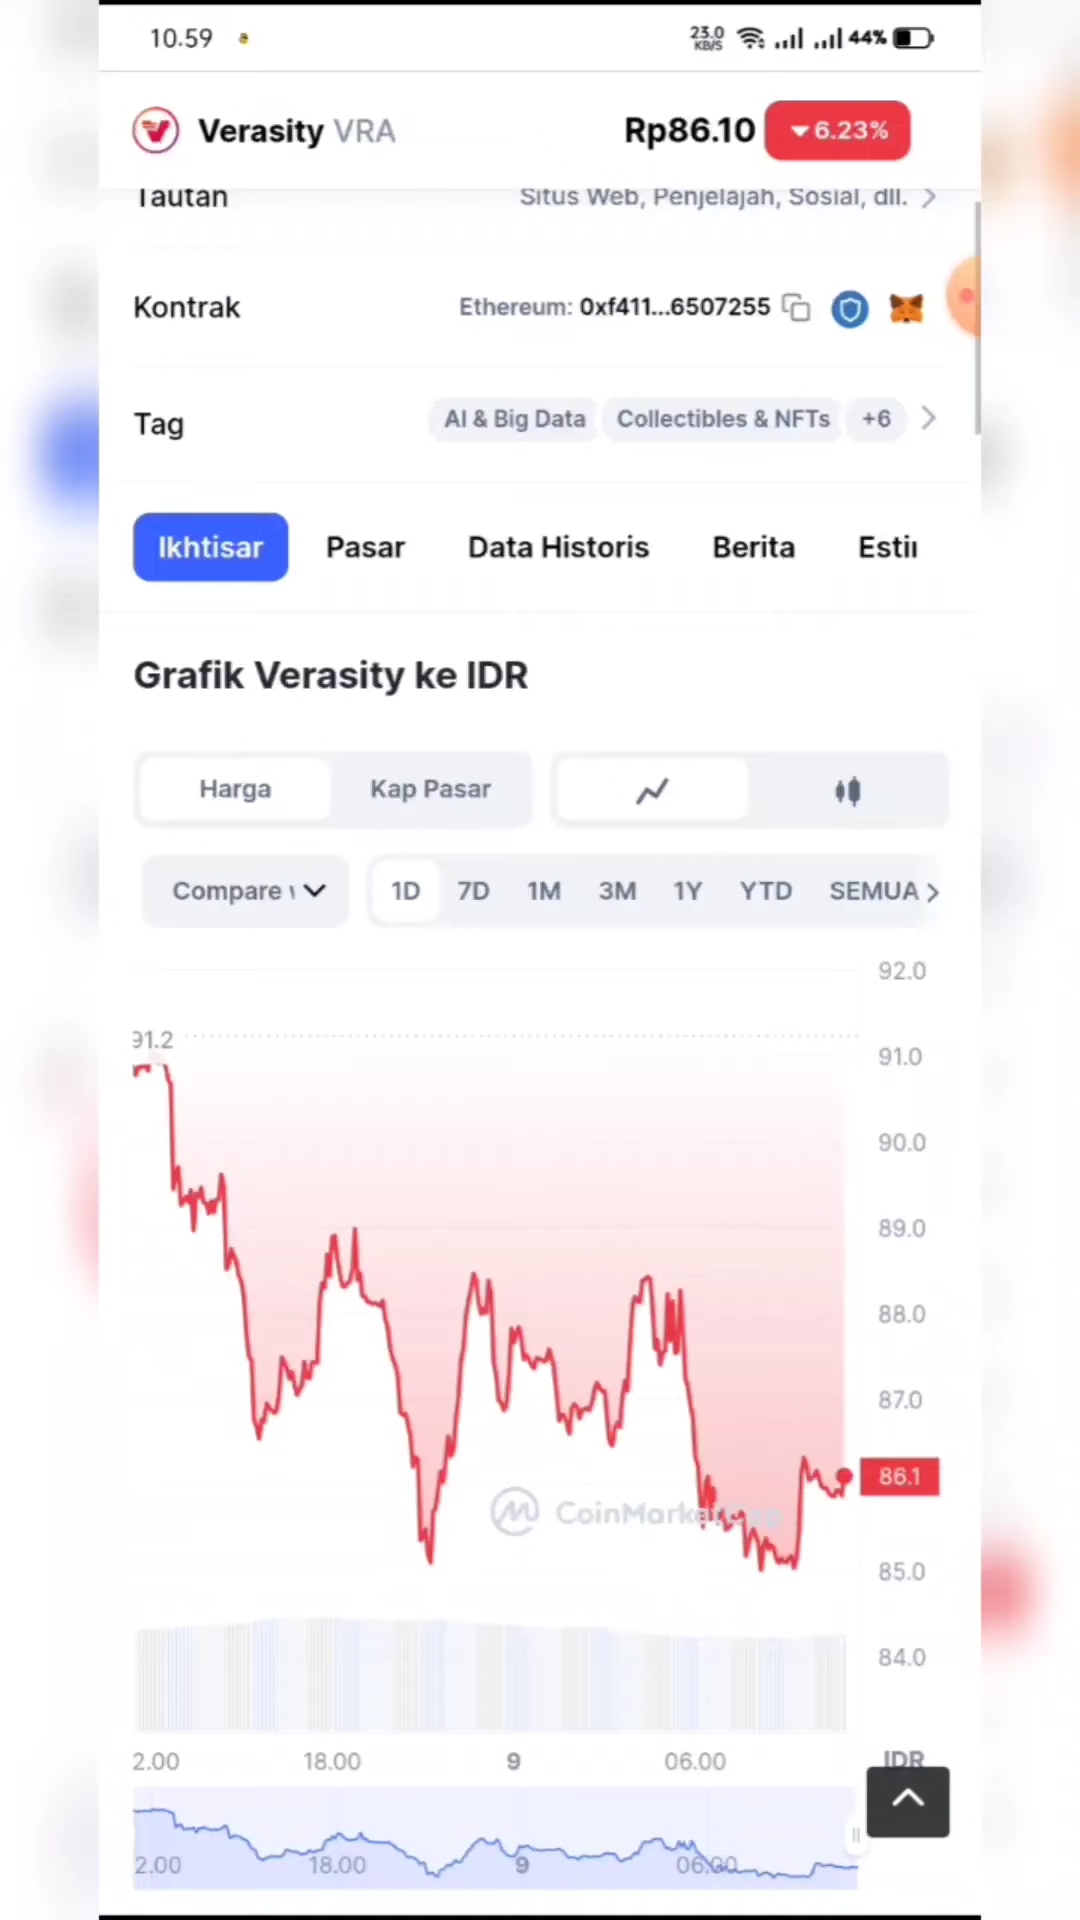 10.59
23.0
KB/S
44%
Verasity VRA
Rp86.10
6.23%
Tautan
Situs Web, Penjelajah, Sosial, dll.
Kontrak
Ethereum: 0xf411...6507255
Tag
AI & Big Data
Collectibles & NFTs
+6
Ikhtisar
Pasar
Data Historis
Berita
Grafik Verasity ke IDR
Harga
Kap Pasar
Compare
1D
7D
1M
3M
1Y
YTD
SEMUA
92.0
91.2
91.0
90.0
89.0
88.0
87.0
86.1
CoinMarketCap
85.0
84.0
2.00
18.00
9
06.00
IDR
2.00
18.00
9
06:00